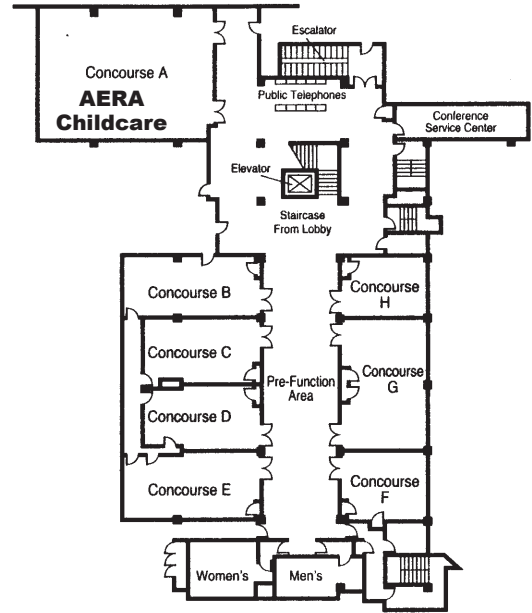 Escalator
Concourse A
AERA
Childcare
Public Telephones
Conference
Service Center
Elevator
Staircase
From Lobby
Concourse B
Concourse
H
Concourse C
Pre-Function
Area
Concourse
G
Concourse D
Concourse E
Concourse
F
Women's
Men's